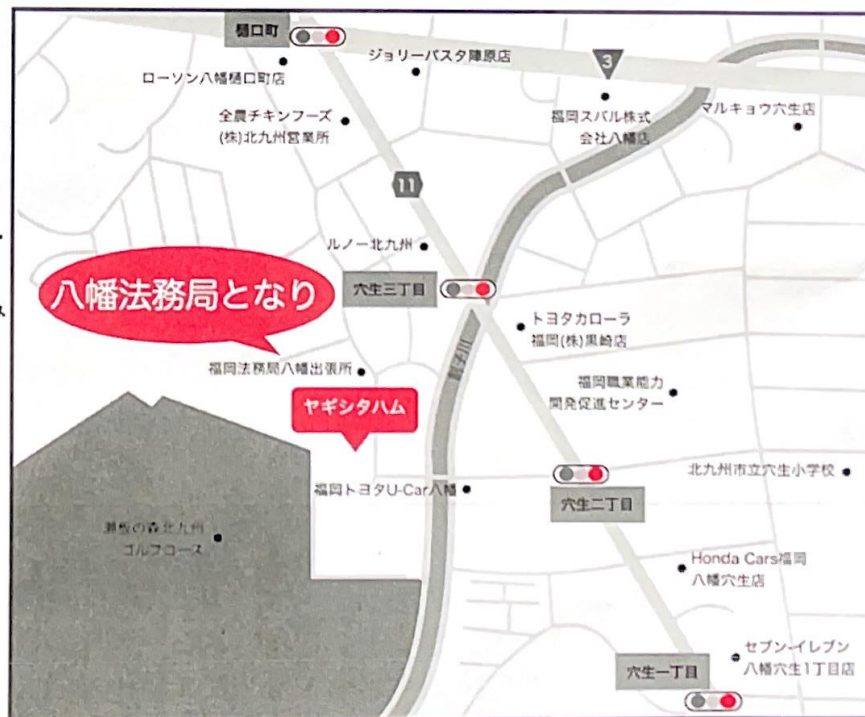 樋口町
ローソン八幡樋口町店
ジョリーパスタ陣原店
3
全農チキンフーズ
(株)北九州営業所
福岡スバル株式
会社八幡店
マルキョウ穴生店
11
ルノー北九州
八幡法務局となり
穴生三丁目
トヨタカローラ
福岡(株)黒崎店
福岡法務局八幡出張所
福岡職業能力
開発促進センター
ヤギシタハム
北九州市立穴生小学校
福岡トヨタU-Car八幡
穴生二丁目
瀬板の森北九州
ゴルフコース
Honda Cars福岡
八幡穴生店
セブン-イレブン
八幡穴生1丁目店
穴生一丁目